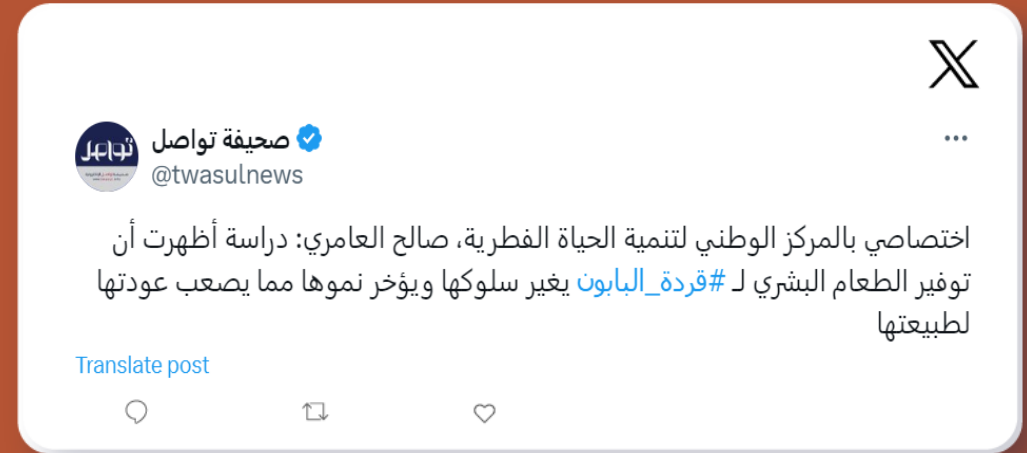 X
صحيفة تواصل
@twasulnews
تواصل
اختصاصي بالمركز الوطني لتنمية الحياة الفطرية، صالح العامري: دراسة أظهرت أن
توفير الطعام البشري لـ #قردة_البابون يغير سلوكها ويؤخر نموها مما يصعب عودتها
لطبيعتها
Translate post